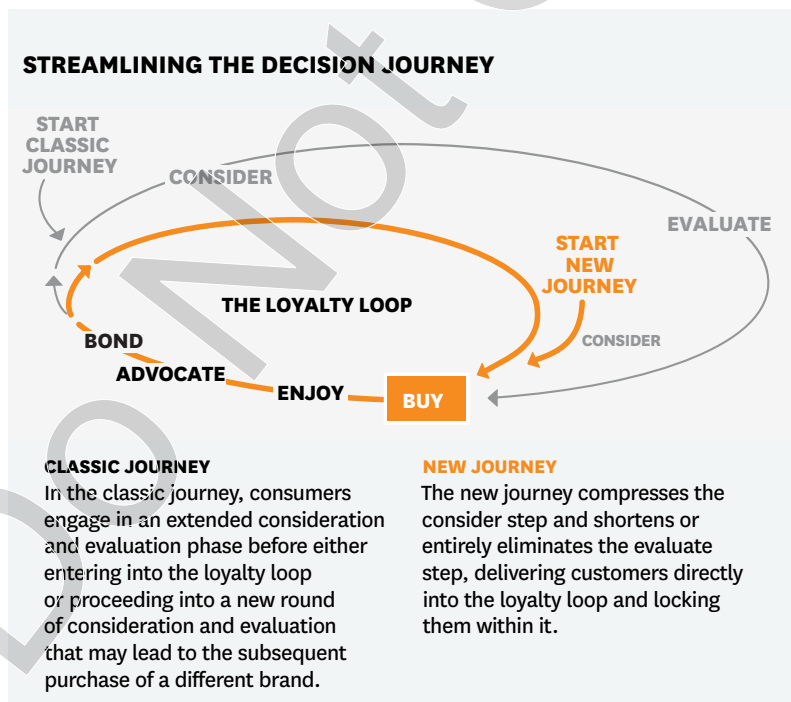 STREAMLINING THE DECISION JOURNEY
START
CLASSIC
JOURNEY
CONSIDER
EVALUATE
START
NEW
JOURNEY
THE LOYALTY LOOP
CONSIDER
BOND
ADVOCATE
ENJOY
BUY
CLASSIC JOURNEY
In the classic journey, consumers
engage in an extended consideration
and evaluation phase before either
entering into the loyalty loop
or proceeding into a new round
of consideration and evaluation
that may lead to the subsequent
purchase of a different brand.
NEW JOURNEY
The new journey compresses the
consider step and shortens or
entirely eliminates the evaluate
step, delivering customers directly
into the loyalty loop and locking
them within it.
Do Not